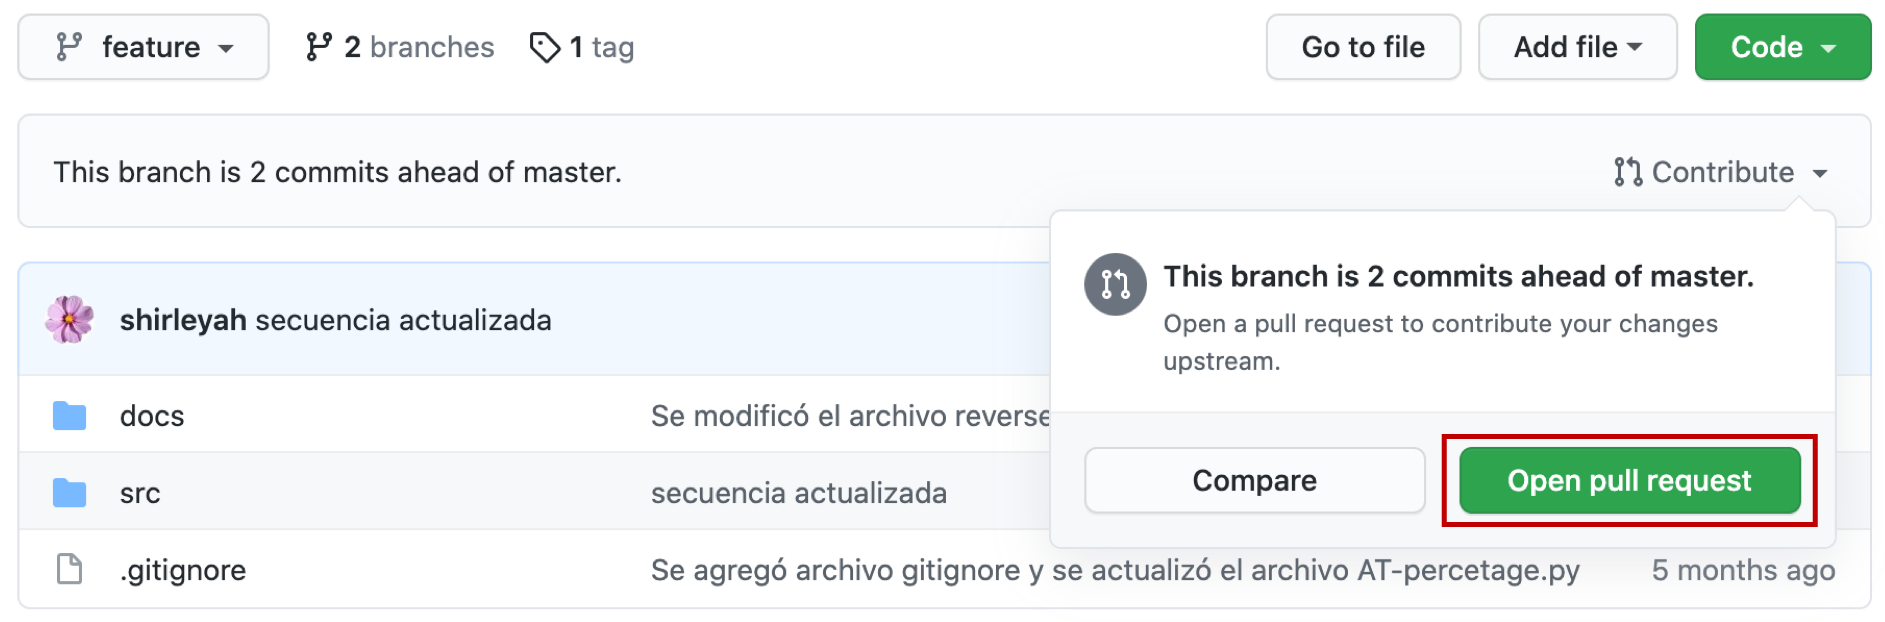 feature
2 branches
1 tag
Go to file
Add file
Code
This branch is 2 commits ahead of master.
Contribute
This branch is 2 commits ahead of master.
Open a pull request to contribute your changes
upstream.
Compare
Open pull request
shirleyah secuencia actualizada
docs
Se modificó el archivo reverse
src
secuencia actualizada
.gitignore
Se agregó archivo gitignore y se actualizó el archivo AT-percetage.py
5 months ago